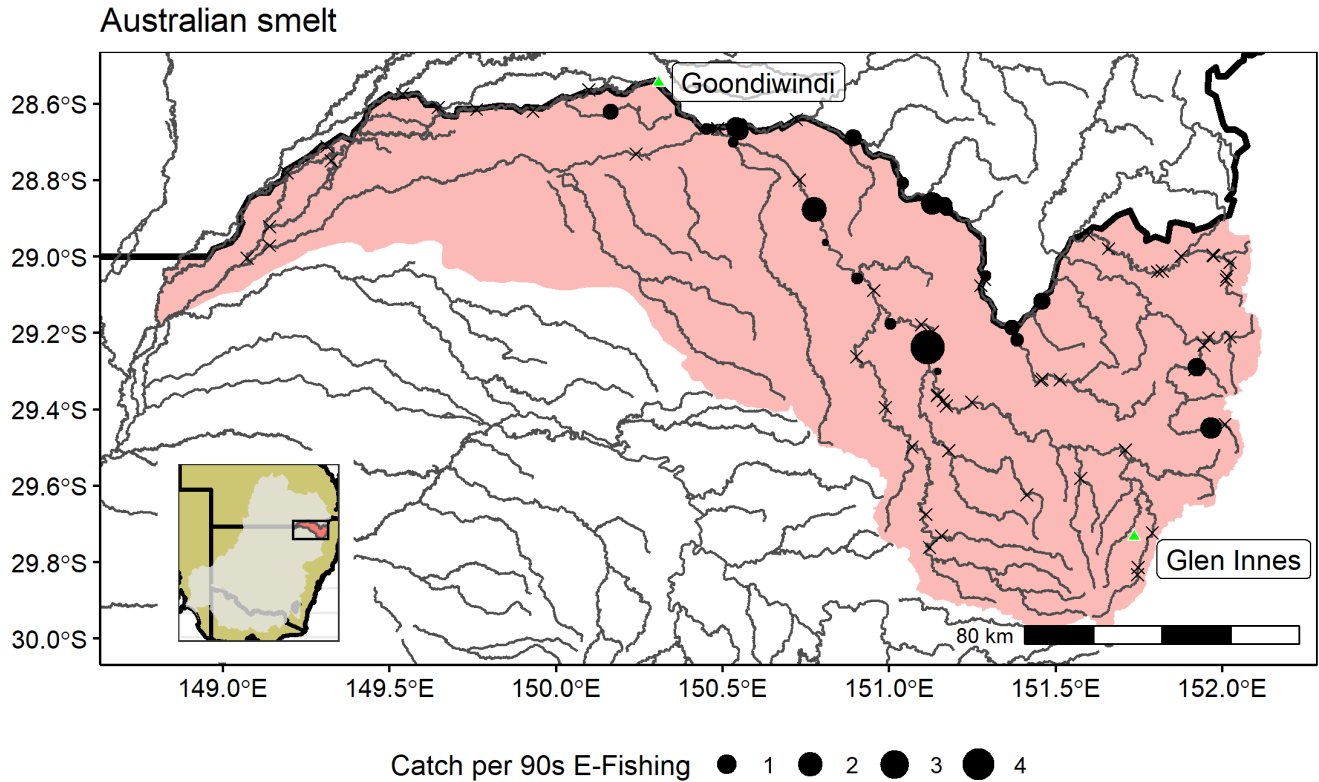 Australian smelt
Goondiwindi
28.6°S
28.8°S
29.0°S
29.2°S
29.4°S
29.6°S
29.8°S
30.0°S
Glen Innes
80 km
149.0°E 149.5°E 150.0°E 150.5°E 151.0°E 151.5°E 152.0°E
Catch per 90s E-Fishing 1 2 3 4